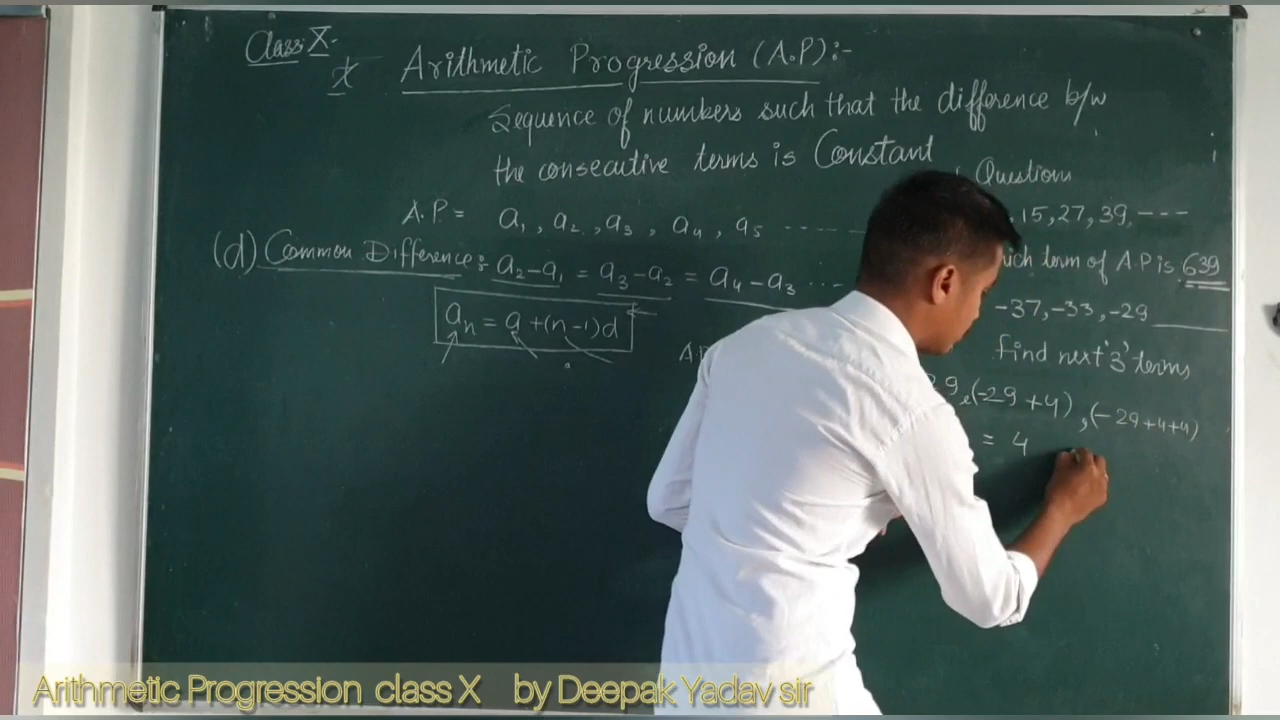 Class: X.
* Arithmetic Progression (A.P):-
Sequence of numbers such that the difference b/w
the consecutive terms is Constant
A.P. = a₁, a₂, a₃, a₄, a₅ -----
(d) Common Difference: a₂-a₁ = a₃-a₂ = a₄-a₃ ...
aₙ = a+(n-1)d
Questions
15, 27, 39, ---
term of A.P is 639
-37, -33, -29
find next '3' terms
(-29+4), (-29+4+4)
= 4
Arithmetic Progression class X by Deepak Yadav sir